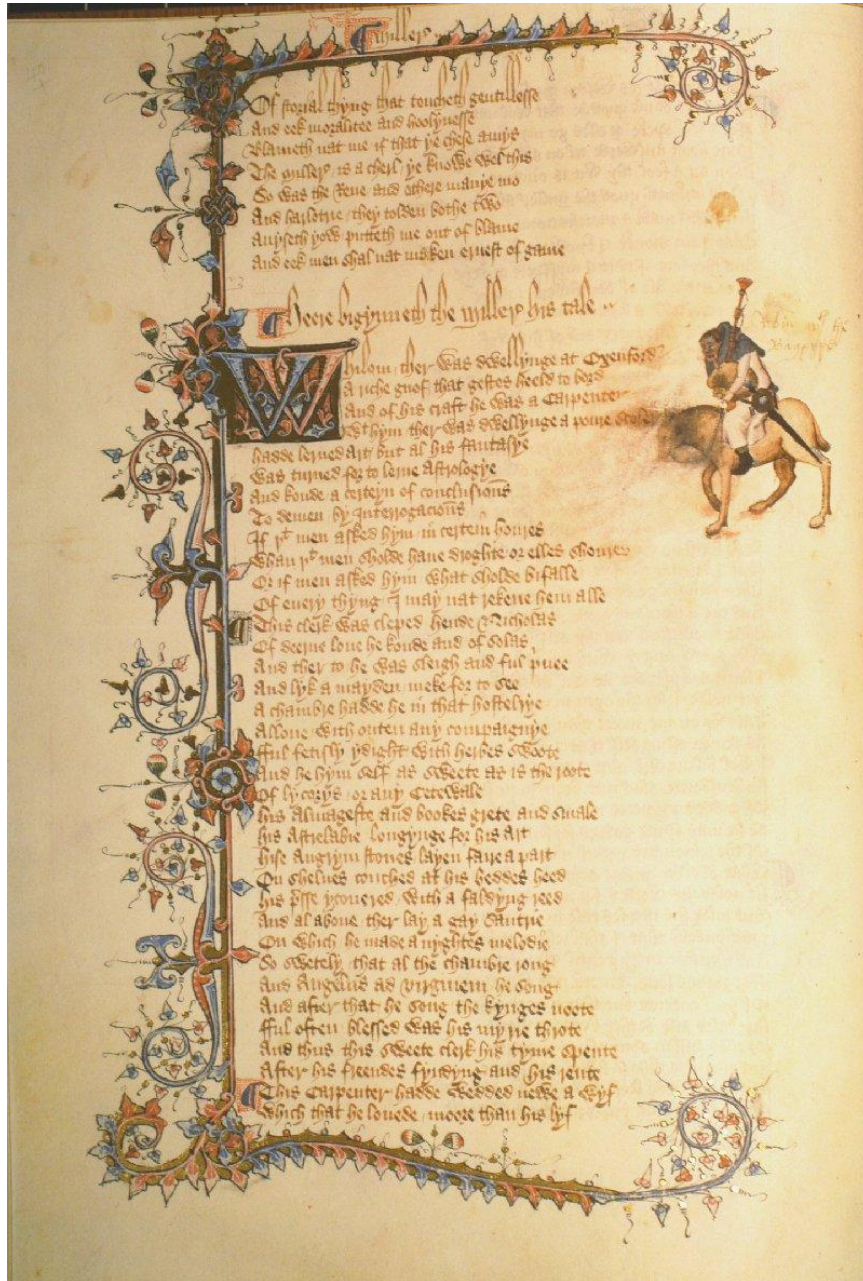 Miller
Of storial thyng that toucheth gentillesse
And eek moralitee and hoolynesse
Blameth nat me if that ye chese amys
The Miller is a cherl ye knowe wel this
So was the Reue and othere manye mo
And harlotrie they tolden bothe two
Auyseth yow putteth me out of blame
And eek men shal nat maken ernest of game
Heere bigynneth the Millere his tale
Whilom ther was dwellynge at Oxenford
A riche gnof that gestes heeld to bord
And of his craft he was a Carpenter
Wt hym ther was dwellynge a poure scoler
Hadde lerned Art but al his fantasye
Was turned for to lerne Astrologye
And koude a certeyn of conclusions
To demen by Interrogacions
If þt men asked hym in certein houres
Whan þt men sholde haue droghte or elles shoures
Or if men asked hym what sholde bifalle
Of euery thyng I may nat rekene hem alle
This clerk was cleped hende Nicholas
Of deerne loue he koude and of solas
And ther to he was sleigh and ful priuee
And lyk a mayden meke for to see
A chambre hadde he in that hostelrye
Allone with outen any compaignye
fful fetisly ydight with herbes swoote
And he hym self as sweete as is the roote
Of lycorys or any Cetewale
His Almageste and bookes grete and smale
His Astrelabie longynge for his Art
Hise Augrym stones layen faire a part
On shelues couched at his beddes heed
His presse ycouered with a faldyng reed
And al aboue ther lay a gay Sautrie
On which he made a nyghtes melodie
So swetely that al the chambre rong
And Angelus ad virginem he song
And after that he song the kynges noote
fful often blessed was his myrie throte
And thus this sweete clerk his tyme spente
After his freendes fyndyng and his rente
This Carpenter hadde wedded newe a wyf
Which that he louede moore than his lyf